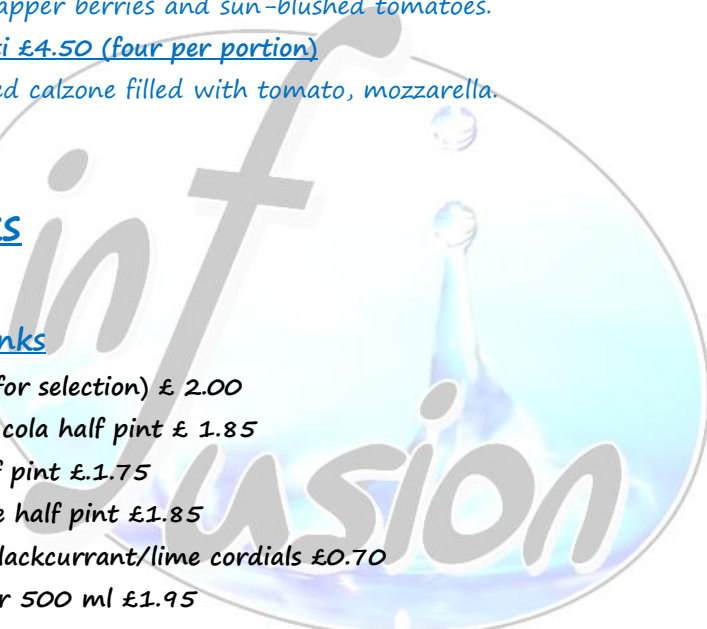 apper berries and sun-blushed tomatoes.
ti £4.50 (four per portion)
ed calzone filled with tomato, mozzarella.
ks
nks
for selection) £ 2.00
cola half pint £ 1.85
f pint £.1.75
e half pint £1.85
lackcurrant/lime cordials £0.70
r 500 ml £1.95
inf
usion